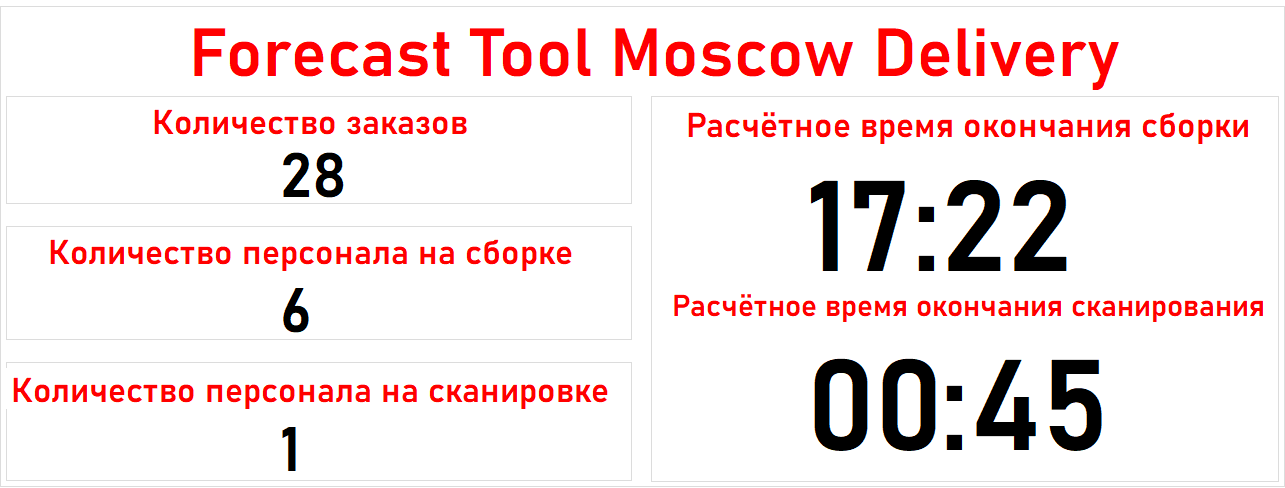 Forecast Tool Moscow Delivery
Количество заказов
28
Количество персонала на сборке
6
Количество персонала на сканировке
1
Расчётное время окончания сборки
17:22
Расчётное время окончания сканирования
00:45